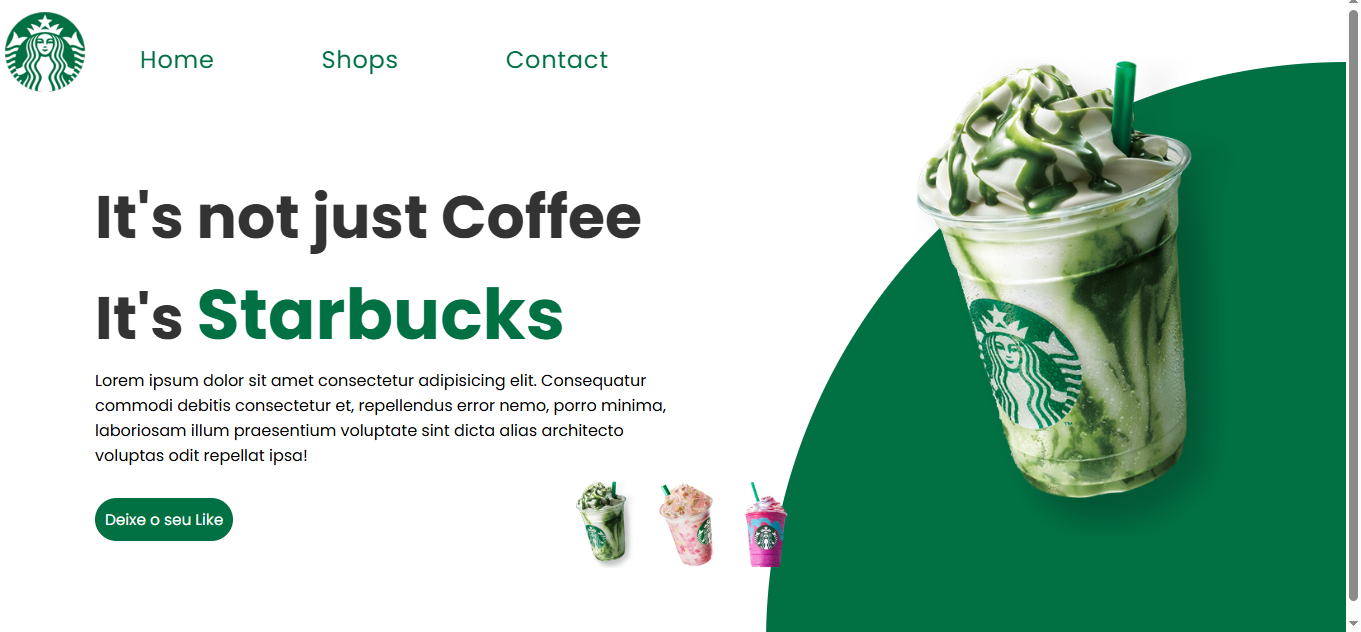 Home Shops Contact
It's not just Coffee
It's Starbucks
Lorem ipsum dolor sit amet consectetur adipisicing elit. Consequatur
commodi debitis consectetur et, repellendus error nemo, porro minima,
laboriosam illum praesentium voluptate sint dicta alias architecto
voluptas odit repellat ipsa!
Deixe o seu Like